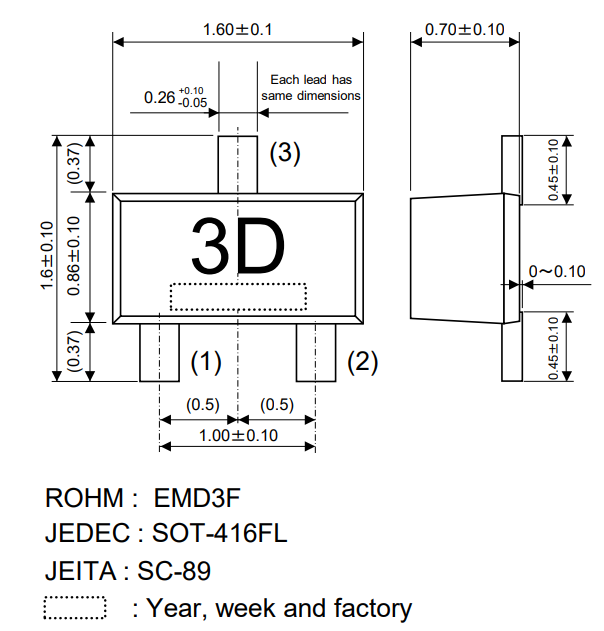 1.60±0.1
0.70±0.10
0.26 +0.10 -0.05
Each lead has
same dimensions
(3)
(0.37)
0.45±0.10
1.6±0.10
0.86±0.10
3D
0～0.10
(0.37)
(1)
(2)
0.45±0.10
(0.5)
(0.5)
1.00±0.10
ROHM : EMD3F
JEDEC : SOT-416FL
JEITA : SC-89
: Year, week and factory